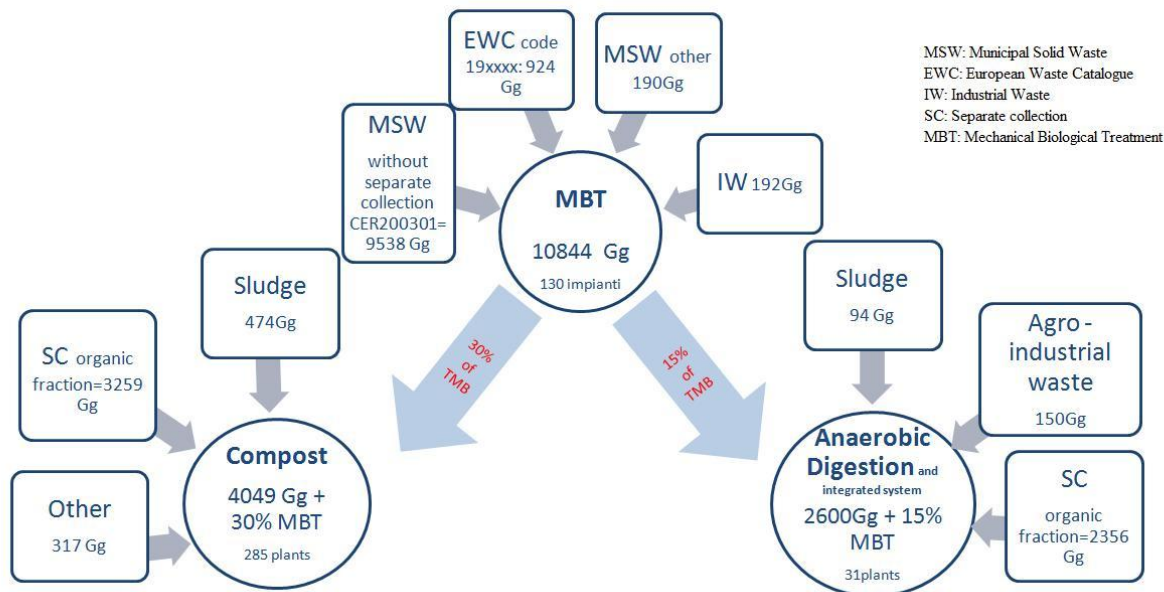 EWC code
19xxxx: 924
Gg
MSW other
190Gg
MSW: Municipal Solid Waste
EWC: European Waste Catalogue
IW: Industrial Waste
SC: Separate collection
MBT: Mechanical Biological Treatment
MSW
without
separate
collection
CER200301=
9538 Gg
MBT
10844 Gg
130 impianti
IW 192Gg
Sludge
474Gg
30%
of
TMB
15%
of
TMB
Sludge
94 Gg
SC organic
fraction=3259
Gg
Agro -
industrial
waste
150Gg
Compost
4049 Gg +
30% MBT
285 plants
Other
317 Gg
Anaerobic
Digestion and
integrated system
2600Gg + 15%
MBT
31plants
SC
organic
fraction=2356
Gg